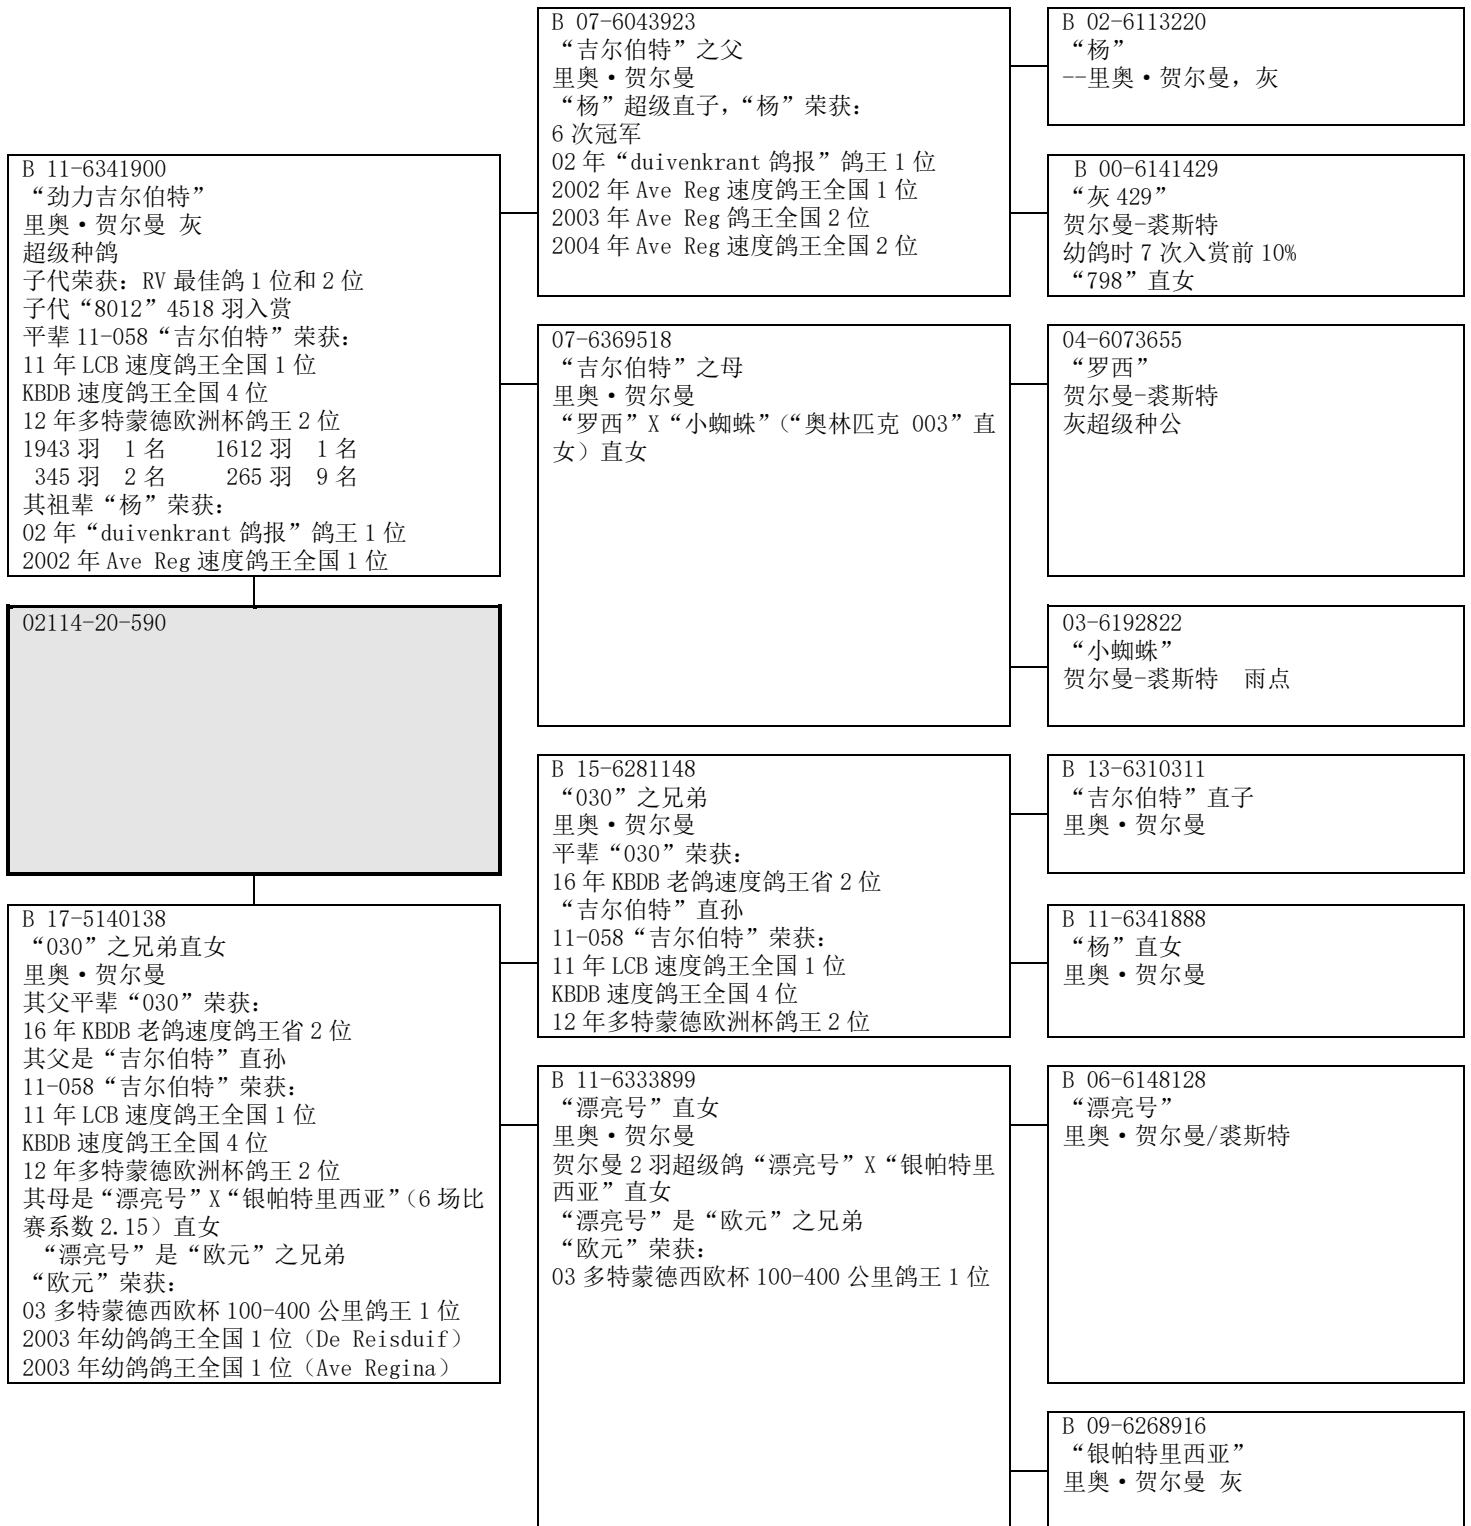 B 11-6341900
“劲力吉尔伯特”
里奥·贺尔曼 灰
超级种鸽
子代荣获：RV 最佳鸽 1 位和 2 位
子代“8012”4518 羽入赏
平辈 11-058“吉尔伯特”荣获：
11 年 LCB 速度鸽王全国 1 位
KBDB 速度鸽王全国 4 位
12 年多特蒙德欧洲杯鸽王 2 位
1943 羽 1 名 1612 羽 1 名
345 羽 2 名 265 羽 9 名
其祖辈“杨”荣获：
02 年“duivenkrant 鸽报”鸽王 1 位
2002 年 Ave Reg 速度鸽王全国 1 位
02114-20-590
B 17-5140138
“030”之兄弟直女
里奥·贺尔曼
其父平辈“030”荣获：
16 年 KBDB 老鸽速度鸽王省 2 位
其父是“吉尔伯特”直孙
11-058“吉尔伯特”荣获：
11 年 LCB 速度鸽王全国 1 位
KBDB 速度鸽王全国 4 位
12 年多特蒙德欧洲杯鸽王 2 位
其母是“漂亮号”X“银帕特里西亚”（6 场比
赛系数 2.15）直女
“漂亮号”是“欧元”之兄弟
“欧元”荣获：
03 多特蒙德西欧杯 100-400 公里鸽王 1 位
2003 年幼鸽鸽王全国 1 位（De Reisduif）
2003 年幼鸽鸽王全国 1 位（Ave Regina）
B 07-6043923
“吉尔伯特”之父
里奥·贺尔曼
“杨”超级直子，“杨”荣获：
6 次冠军
02 年“duivenkrant 鸽报”鸽王 1 位
2002 年 Ave Reg 速度鸽王全国 1 位
2003 年 Ave Reg 鸽王全国 2 位
2004 年 Ave Reg 速度鸽王全国 2 位
07-6369518
“吉尔伯特”之母
里奥·贺尔曼
“罗西”X“小蜘蛛”（“奥林匹克 003”直
女）直女
B 15-6281148
“030”之兄弟
里奥·贺尔曼
平辈“030”荣获：
16 年 KBDB 老鸽速度鸽王省 2 位
“吉尔伯特”直孙
11-058“吉尔伯特”荣获：
11 年 LCB 速度鸽王全国 1 位
KBDB 速度鸽王全国 4 位
12 年多特蒙德欧洲杯鸽王 2 位
B 11-6333899
“漂亮号”直女
里奥·贺尔曼
贺尔曼 2 羽超级鸽“漂亮号”X“银帕特里
西亚”直女
“漂亮号”是“欧元”之兄弟
“欧元”荣获：
03 多特蒙德西欧杯 100-400 公里鸽王 1 位
B 02-6113220
“杨”
--里奥·贺尔曼，灰
B 00-6141429
“灰 429”
贺尔曼-裘斯特
幼鸽时 7 次入赏前 10%
“798”直女
04-6073655
“罗西”
贺尔曼-裘斯特
灰超级种公
03-6192822
“小蜘蛛”
贺尔曼-裘斯特 雨点
B 13-6310311
“吉尔伯特”直子
里奥·贺尔曼
B 11-6341888
“杨”直女
里奥·贺尔曼
B 06-6148128
“漂亮号”
里奥·贺尔曼/裘斯特
B 09-6268916
“银帕特里西亚”
里奥·贺尔曼 灰